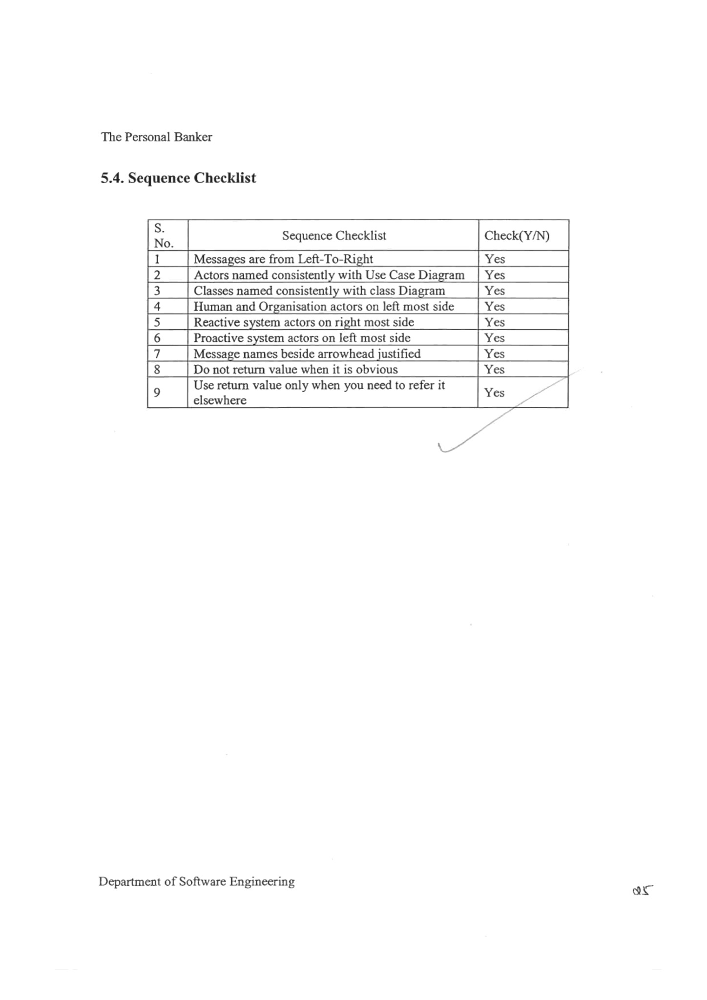 The Personal Banker
5.4. Sequence Checklist
S. No. Sequence Checklist Check(Y/N)
1 Messages are from Left-To-Right Yes
2 Actors named consistently with Use Case Diagram Yes
3 Classes named consistently with class Diagram Yes
4 Human and Organisation actors on left most side Yes
5 Reactive system actors on right most side Yes
6 Proactive system actors on left most side Yes
7 Message names beside arrowhead justified Yes
8 Do not return value when it is obvious Yes
9 Use return value only when you need to refer it
elsewhere Yes
Department of Software Engineering
25